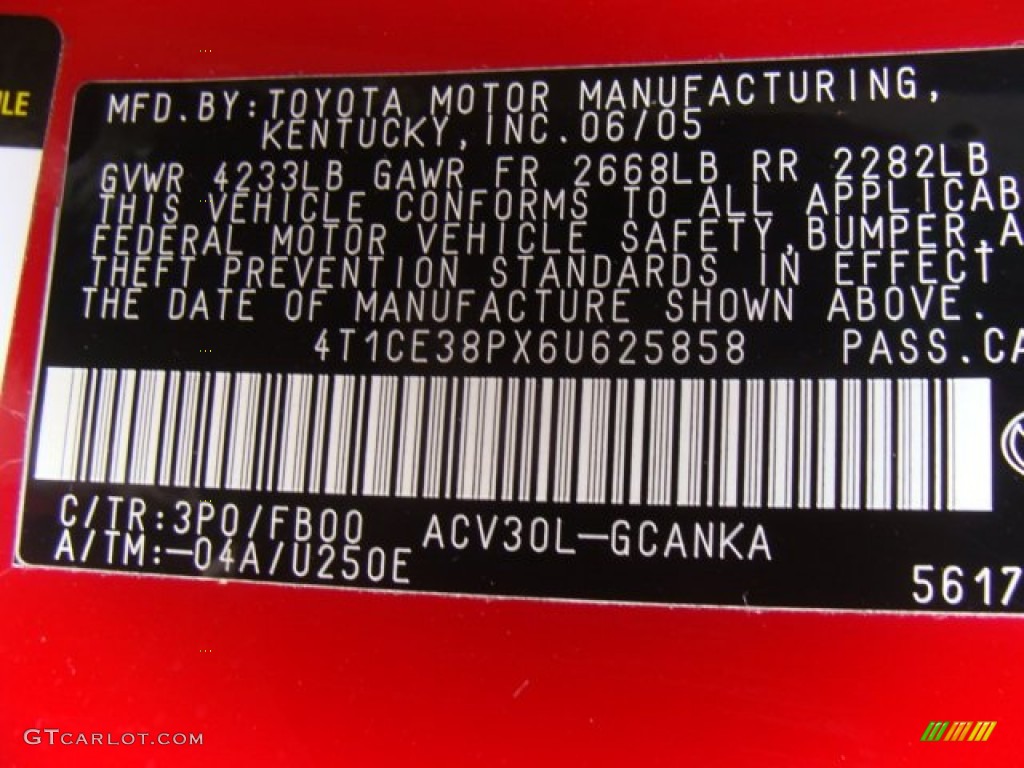 ULE
MFD. BY: TOYOTA MOTOR MANUFACTURING,
KENTUCKY, INC. 06/05
GVWR 4233LB GAWR FR 2668LB RR 2282LB
THIS VEHICLE CONFORMS TO ALL APPLICAB
FEDERAL MOTOR VEHICLE SAFETY, BUMPER, A
THEFT PREVENTION STANDARDS IN EFFECT
THE DATE OF MANUFACTURE SHOWN ABOVE.
4T1CE38PX6U625858 PASS. CA
C/TR: 3P0/FB00 ACV30L-GCANKA
A/TM: -04A/U250E
5617
GTCARLOT.COM